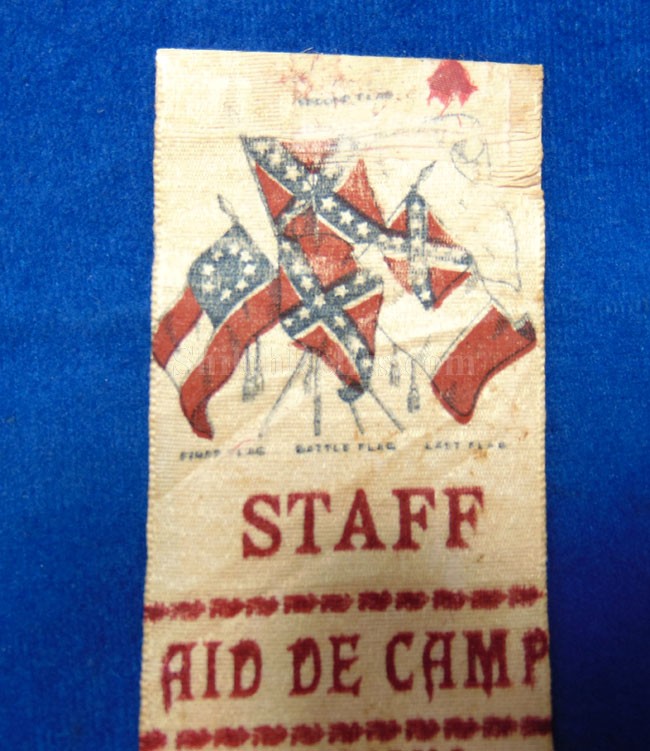 FIRST FLAG BATTLE FLAG LAST FLAG
STAFF
AID DE CAMP